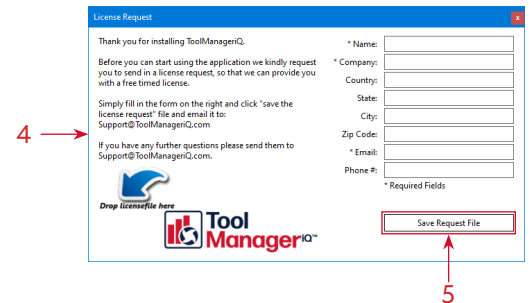 License Request
x
Thank you for installing ToolManageriQ.
Before you can start using the application we kindly request
you to send in a license request, so that we can provide you
with a free timed license.
Simply fill in the form on the right and click "save the
license request" file and email it to:
Support@ToolManageriQ.com
If you have any further questions please send them to
Support@ToolManageriQ.com.
Drop licensefile here
Tool
Manager iQ™
* Name:
* Company:
Country:
State:
City:
Zip Code:
* Email:
Phone #:
* Required Fields
Save Request File
4
5